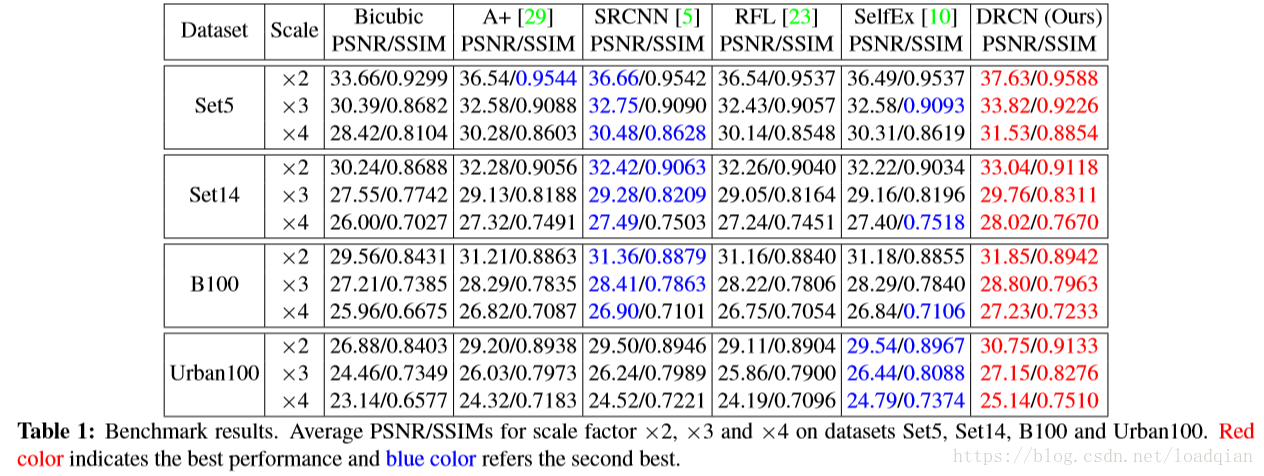 Dataset Scale Bicubic A+ [29] SRCNN [5] RFL [23] SelfEx [10] DRCN (Ours)
PSNR/SSIM PSNR/SSIM PSNR/SSIM PSNR/SSIM PSNR/SSIM PSNR/SSIM
×2 33.66/0.9299 36.54/0.9544 36.66/0.9542 36.54/0.9537 36.49/0.9537 37.63/0.9588
Set5 ×3 30.39/0.8682 32.58/0.9088 32.75/0.9090 32.43/0.9057 32.58/0.9093 33.82/0.9226
×4 28.42/0.8104 30.28/0.8603 30.48/0.8628 30.14/0.8548 30.31/0.8619 31.53/0.8854
×2 30.24/0.8688 32.28/0.9056 32.42/0.9063 32.26/0.9040 32.22/0.9034 33.04/0.9118
Set14 ×3 27.55/0.7742 29.13/0.8188 29.28/0.8209 29.05/0.8164 29.16/0.8196 29.76/0.8311
×4 26.00/0.7027 27.32/0.7491 27.49/0.7503 27.24/0.7451 27.40/0.7518 28.02/0.7670
×2 29.56/0.8431 31.21/0.8863 31.36/0.8879 31.16/0.8840 31.18/0.8855 31.85/0.8942
B100 ×3 27.21/0.7385 28.29/0.7835 28.41/0.7863 28.22/0.7806 28.29/0.7840 28.80/0.7963
×4 25.96/0.6675 26.82/0.7087 26.90/0.7101 26.75/0.7054 26.84/0.7106 27.23/0.7233
×2 26.88/0.8403 29.20/0.8938 29.50/0.8946 29.11/0.8904 29.54/0.8967 30.75/0.9133
Urban100 ×3 24.46/0.7349 26.03/0.7973 26.24/0.7989 25.86/0.7900 26.44/0.8088 27.15/0.8276
×4 23.14/0.6577 24.32/0.7183 24.52/0.7221 24.19/0.7096 24.79/0.7374 25.14/0.7510
Table 1: Benchmark results. Average PSNR/SSIMs for scale factor ×2, ×3 and ×4 on datasets Set5, Set14, B100 and Urban100. Red
color indicates the best performance and blue color refers the second best.
https://blog.csdn.net/loadqian